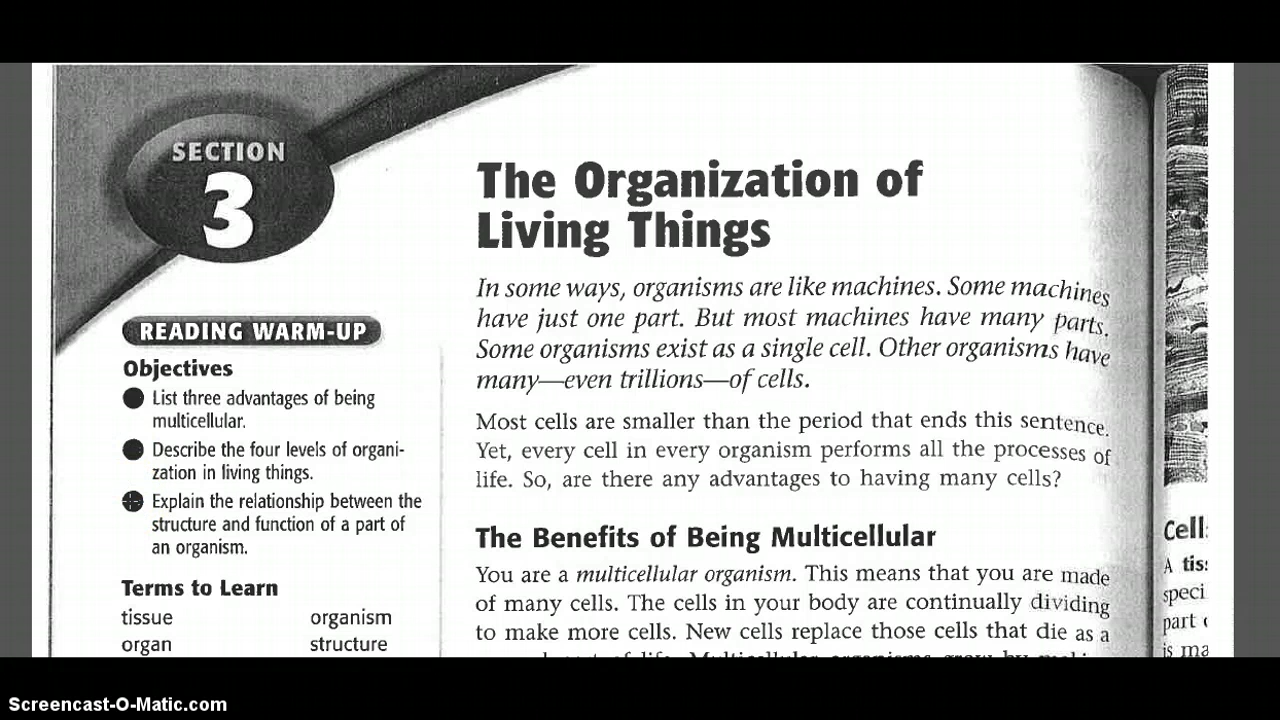 SECTION
3
The Organization of
Living Things
In some ways, organisms are like machines. Some machines
have just one part. But most machines have many parts.
Some organisms exist as a single cell. Other organisms have
many—even trillions—of cells.
Most cells are smaller than the period that ends this sentence.
Yet, every cell in every organism performs all the processes of
life. So, are there any advantages to having many cells?
The Benefits of Being Multicellular
You are a multicellular organism. This means that you are made
of many cells. The cells in your body are continually dividing
to make more cells. New cells replace those cells that die as a
READING WARM-UP
Objectives
List three advantages of being
multicellular.
Describe the four levels of organi-
zation in living things.
Explain the relationship between the
structure and function of a part of
an organism.
Terms to Learn
tissue organism
organ structure
Cell
A tis
speci
part
is ma
Screencast-O-Matic.com